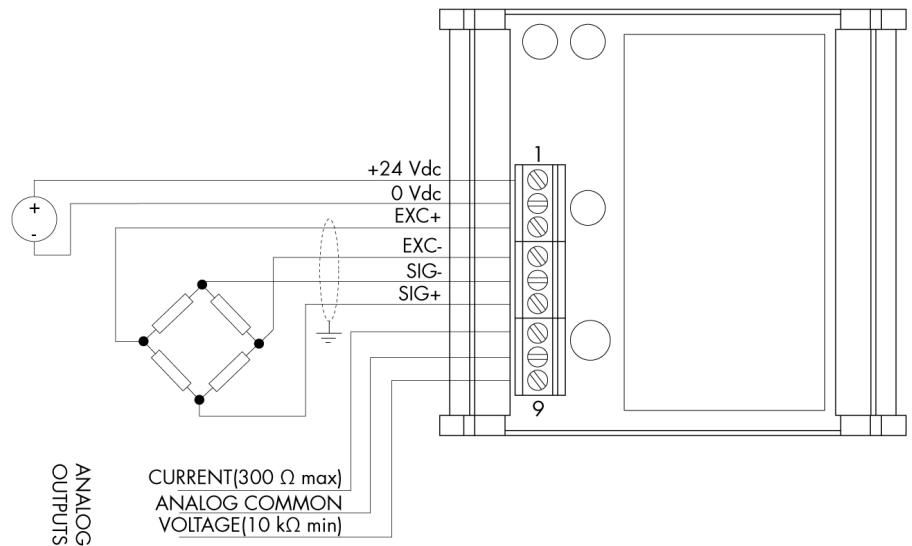 1
+24 Vdc
0 Vdc
EXC+
EXC-
SIG-
SIG+
+
-
9
CURRENT(300 Ω max)
ANALOG COMMON
VOLTAGE(10 kΩ min)
ANALOG
OUTPUTS